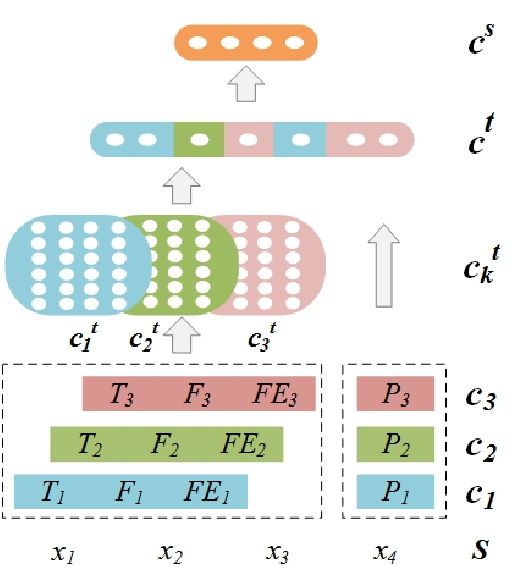 c^s
c^t
c_k^t
c_1^t c_2^t c_3^t
T_3 F_3 FE_3 P_3 c_3
T_2 F_2 FE_2 P_2 c_2
T_1 F_1 FE_1 P_1 c_1
x_1 x_2 x_3 x_4 s